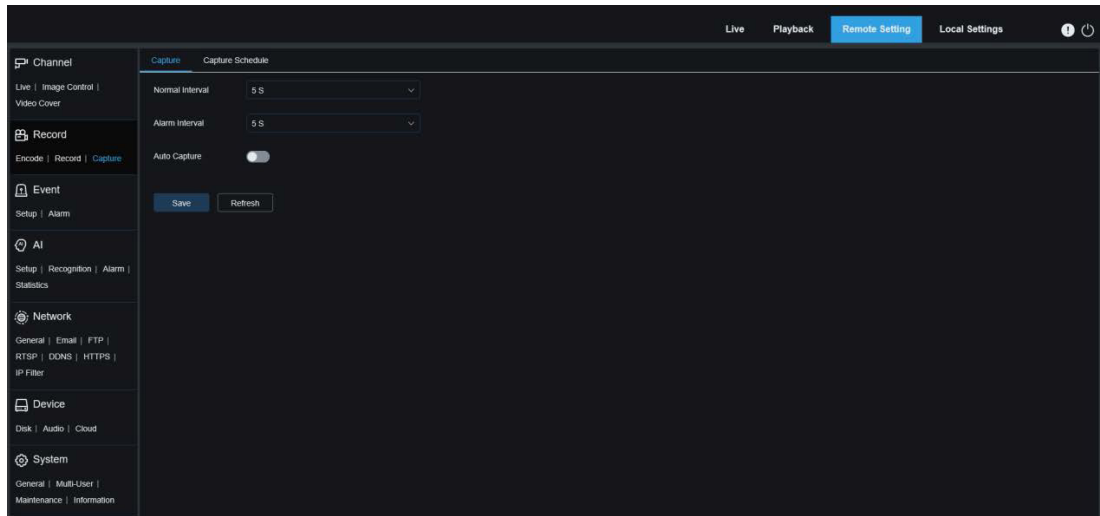 Live Playback Remote Setting Local Settings
Channel
Live | Image Control |
Video Cover
Record
Encode | Record | Capture
Event
Setup | Alarm
AI
Setup | Recognition | Alarm |
Statistics
Network
General | Email | FTP |
RTSP | DDNS | HTTPS |
IP Filter
Device
Disk | Audio | Cloud
System
General | Multi-User |
Maintenance | Information
Capture Capture Schedule
Normal Interval 5 S
Alarm Interval 5 S
Auto Capture
Save Refresh